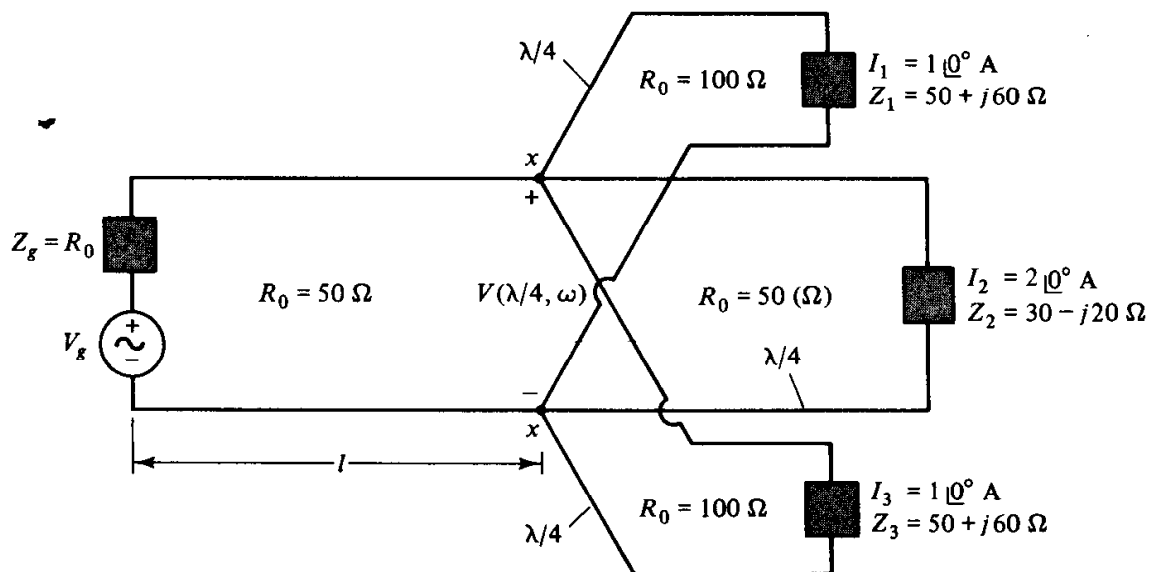 λ/4
R₀ = 100 Ω
I₁ = 1 ∠0° A
Z₁ = 50 + j60 Ω
x
+
Z_g = R₀
R₀ = 50 Ω
V(λ/4, ω)
R₀ = 50 (Ω)
I₂ = 2 ∠0° A
Z₂ = 30 − j20 Ω
V_g
+
−
λ/4
−
x
l
λ/4
R₀ = 100 Ω
I₃ = 1 ∠0° A
Z₃ = 50 + j60 Ω